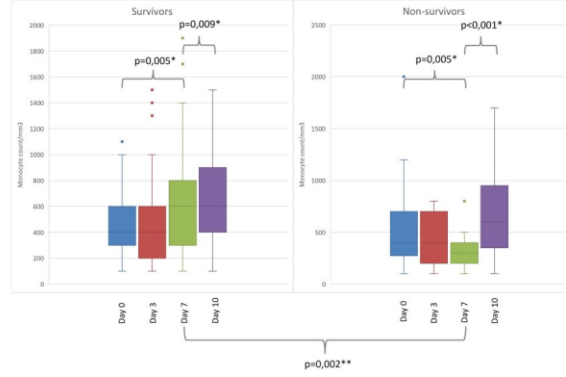 Survivors
p=0,009*
p=0,005*
2000
1800
1600
1400
1200
1000
800
600
400
200
0
Monocyte count/mm3
Day 0
Day 3
Day 7
Day 10
Non-survivors
p<0,001*
p=0,005*
2500
2000
1500
1000
500
0
Monocyte count/mm3
Day 0
Day 3
Day 7
Day 10
p=0,002**